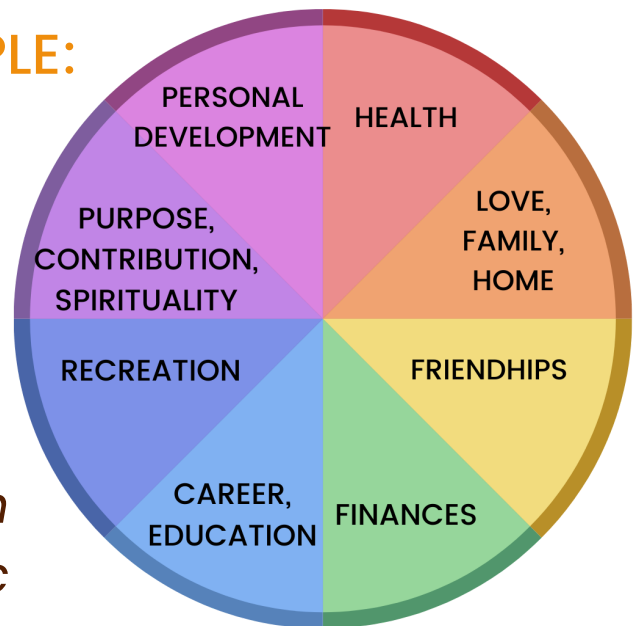 PLE:
PERSONAL
DEVELOPMENT
HEALTH
LOVE,
FAMILY,
HOME
PURPOSE,
CONTRIBUTION,
SPIRITUALITY
RECREATION
FRIENDHIPS
CAREER,
EDUCATION
FINANCES